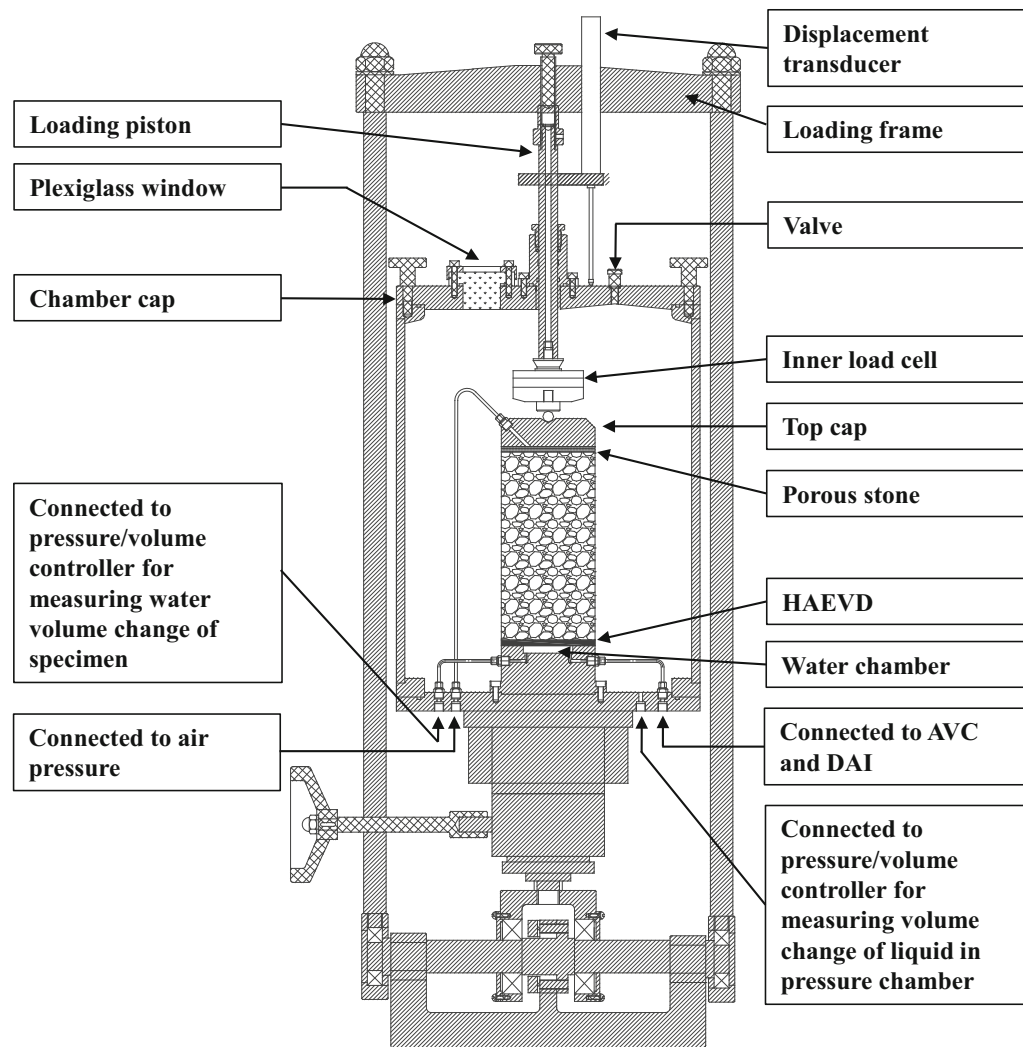 Displacement
transducer
Loading frame
Loading piston
Plexiglass window
Valve
Chamber cap
Inner load cell
Top cap
Porous stone
Connected to
pressure/volume
controller for
measuring water
volume change of
specimen
HAEVD
Water chamber
Connected to air
pressure
Connected to AVC
and DAI
Connected to
pressure/volume
controller for
measuring volume
change of liquid in
pressure chamber